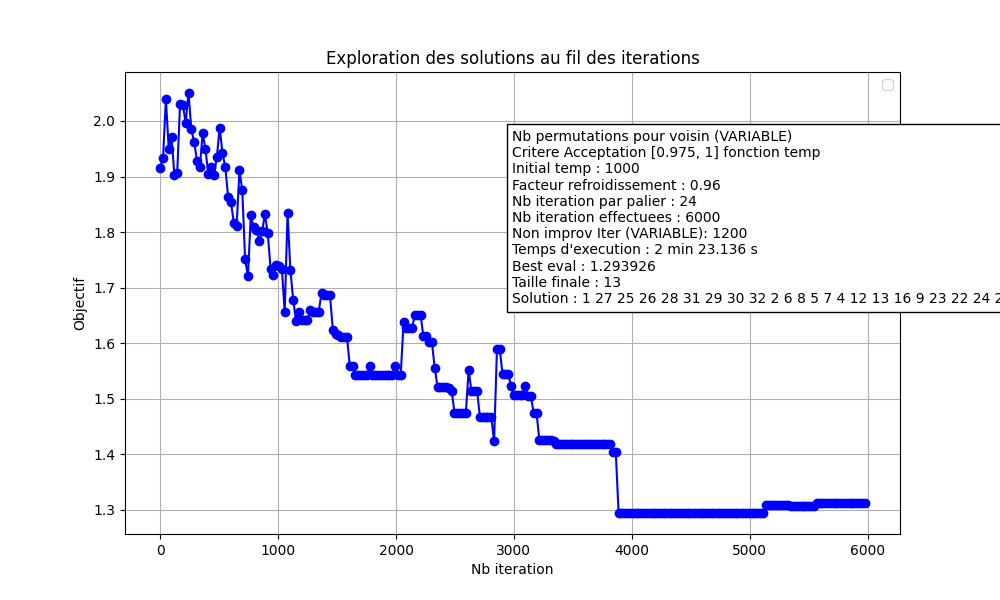 Exploration des solutions au fil des iterations
Objectif
2.0
1.9
1.8
1.7
1.6
1.5
1.4
1.3
Nb permutations pour voisin (VARIABLE)
Critere Acceptation [0.975, 1] fonction temp
Initial temp : 1000
Facteur refroidissement : 0.96
Nb iteration par palier : 24
Nb iteration effectuees : 6000
Non improv Iter (VARIABLE): 1200
Temps d'execution : 2 min 23.136 s
Best eval : 1.293926
Taille finale : 13
Solution : 1 27 25 26 28 31 29 30 32 2 6 8 5 7 4 12 13 16 9 23 22 24 2
0 1000 2000 3000 4000 5000 6000
Nb iteration